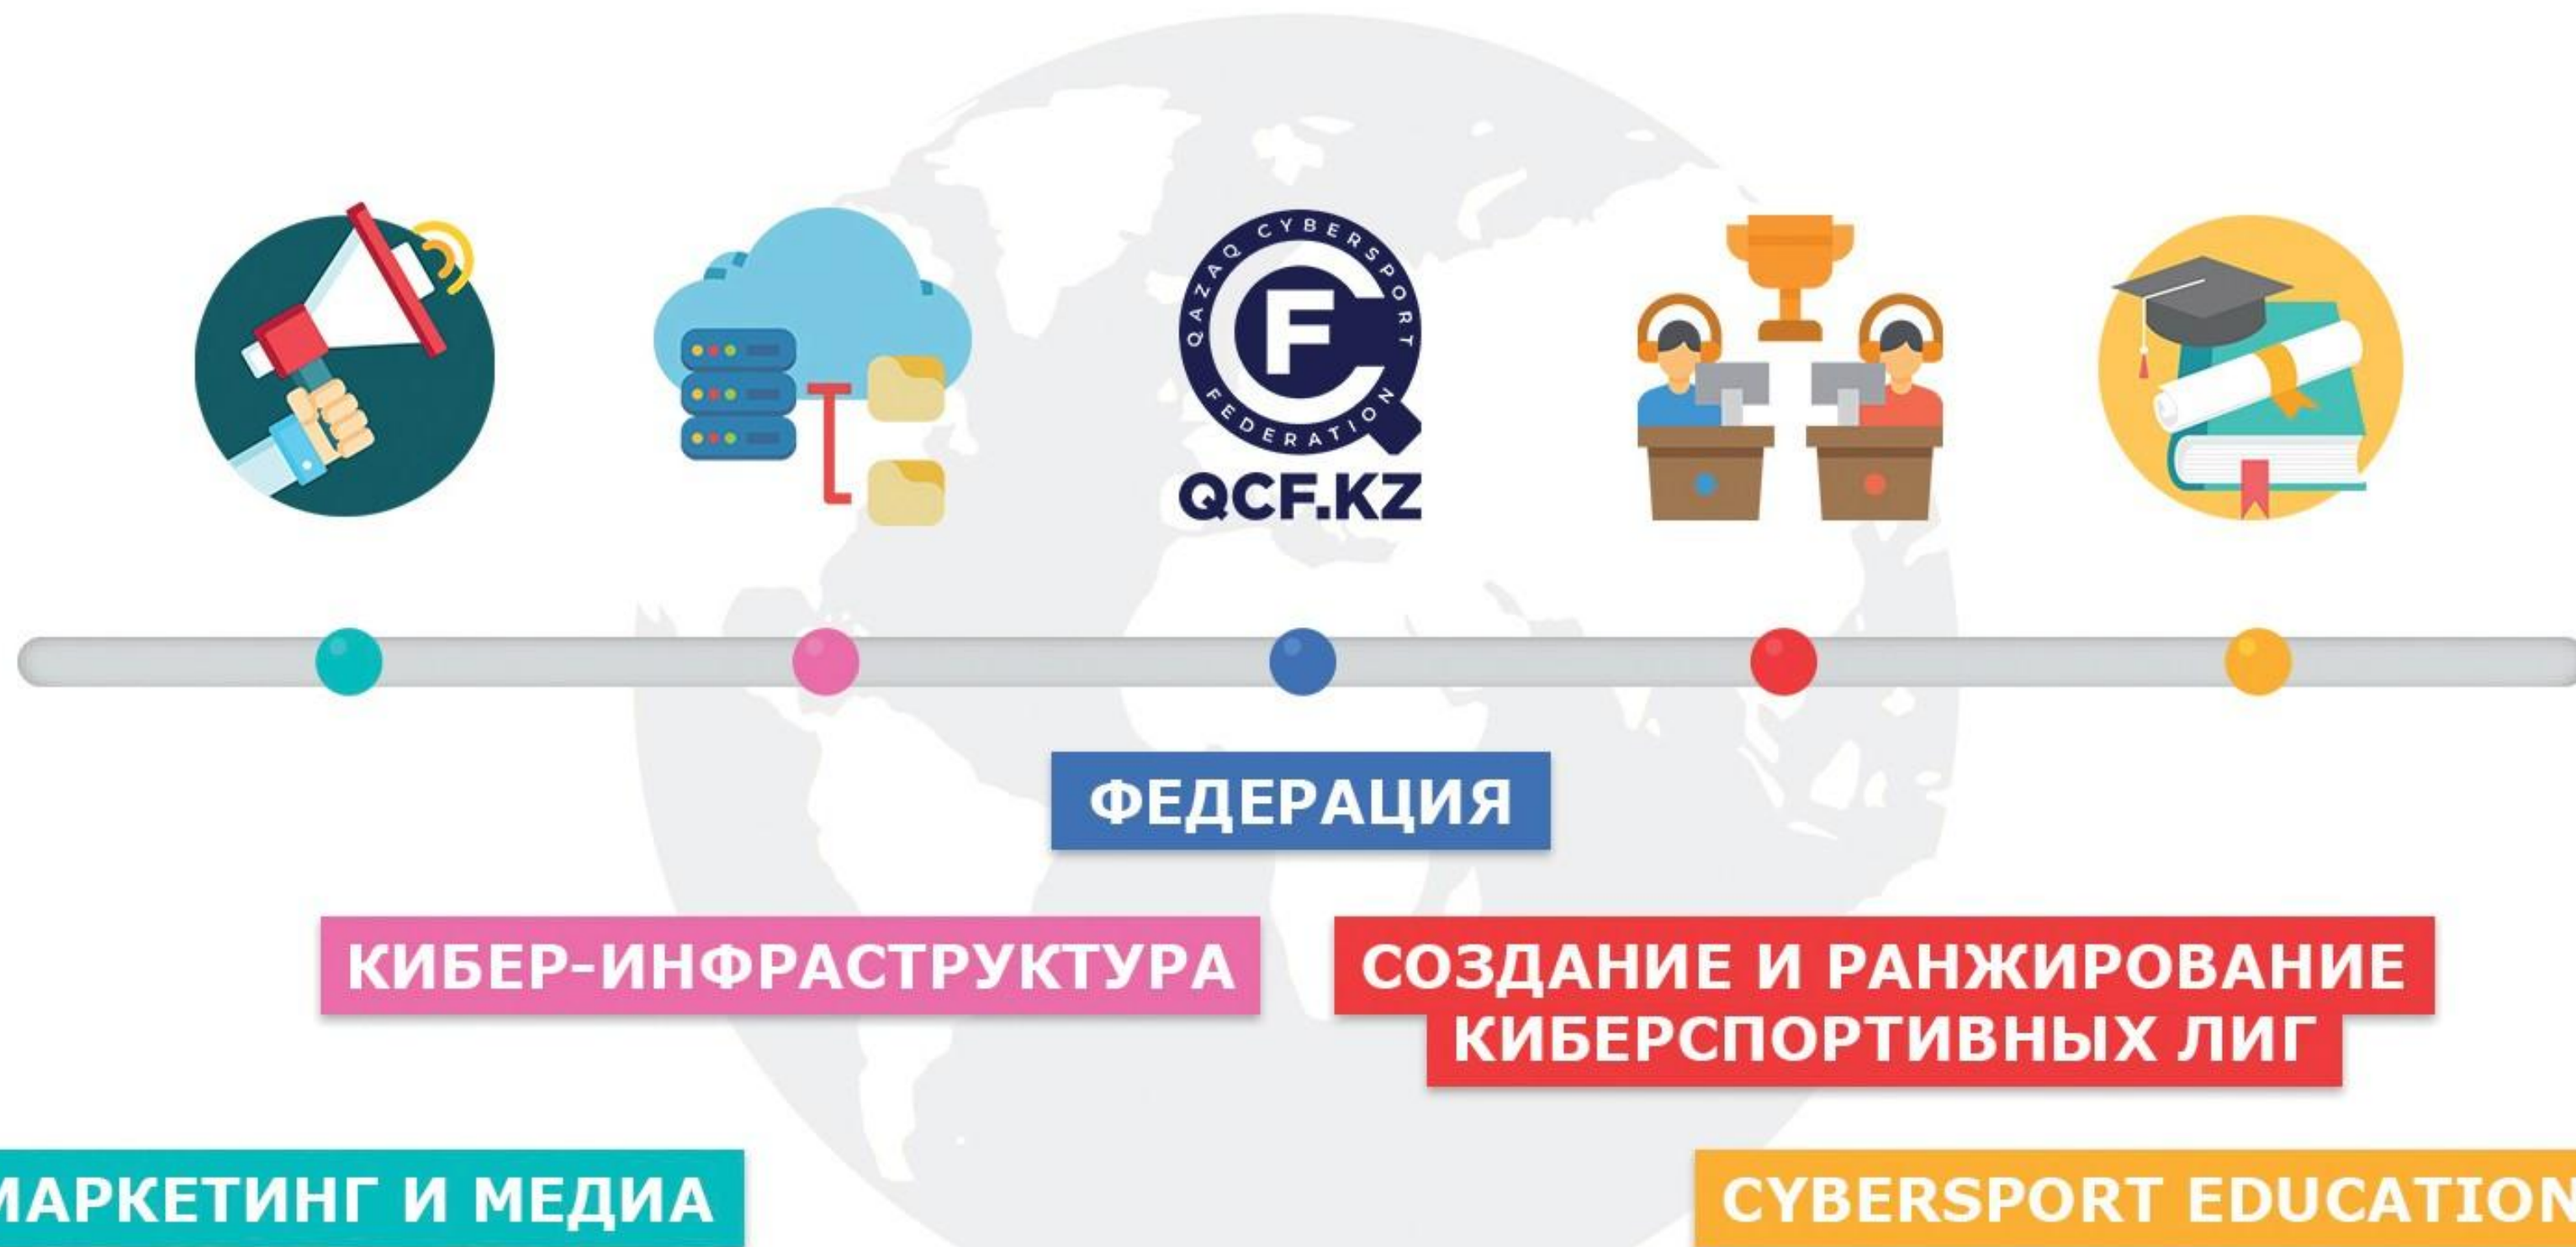 QAZAQ CYBERSPORT
FEDERATION
F
QCF.KZ
ФЕДЕРАЦИЯ
КИБЕР-ИНФРАСТРУКТУРА
СОЗДАНИЕ И РАНЖИРОВАНИЕ
КИБЕРСПОРТИВНЫХ ЛИГ
МАРКЕТИНГ И МЕДИА
CYBERSPORT EDUCATION